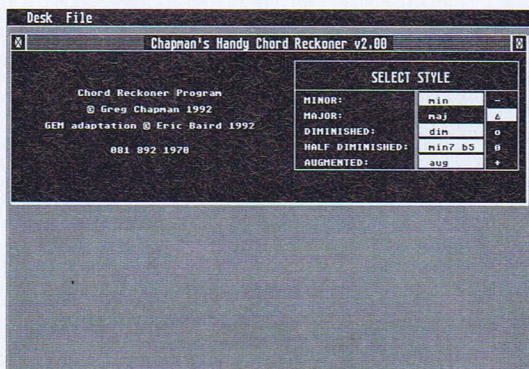 Desk File
Chapman's Handy Chord Reckoner v2.00
Chord Reckoner Program
© Greg Chapman 1992
GEM adaptation © Eric Baird 1992
081 892 1970
SELECT STYLE
MINOR: min -
MAJOR: maj Δ
DIMINISHED: dim o
HALF DIMINISHED: min7 b5 ø
AUGMENTED: aug +